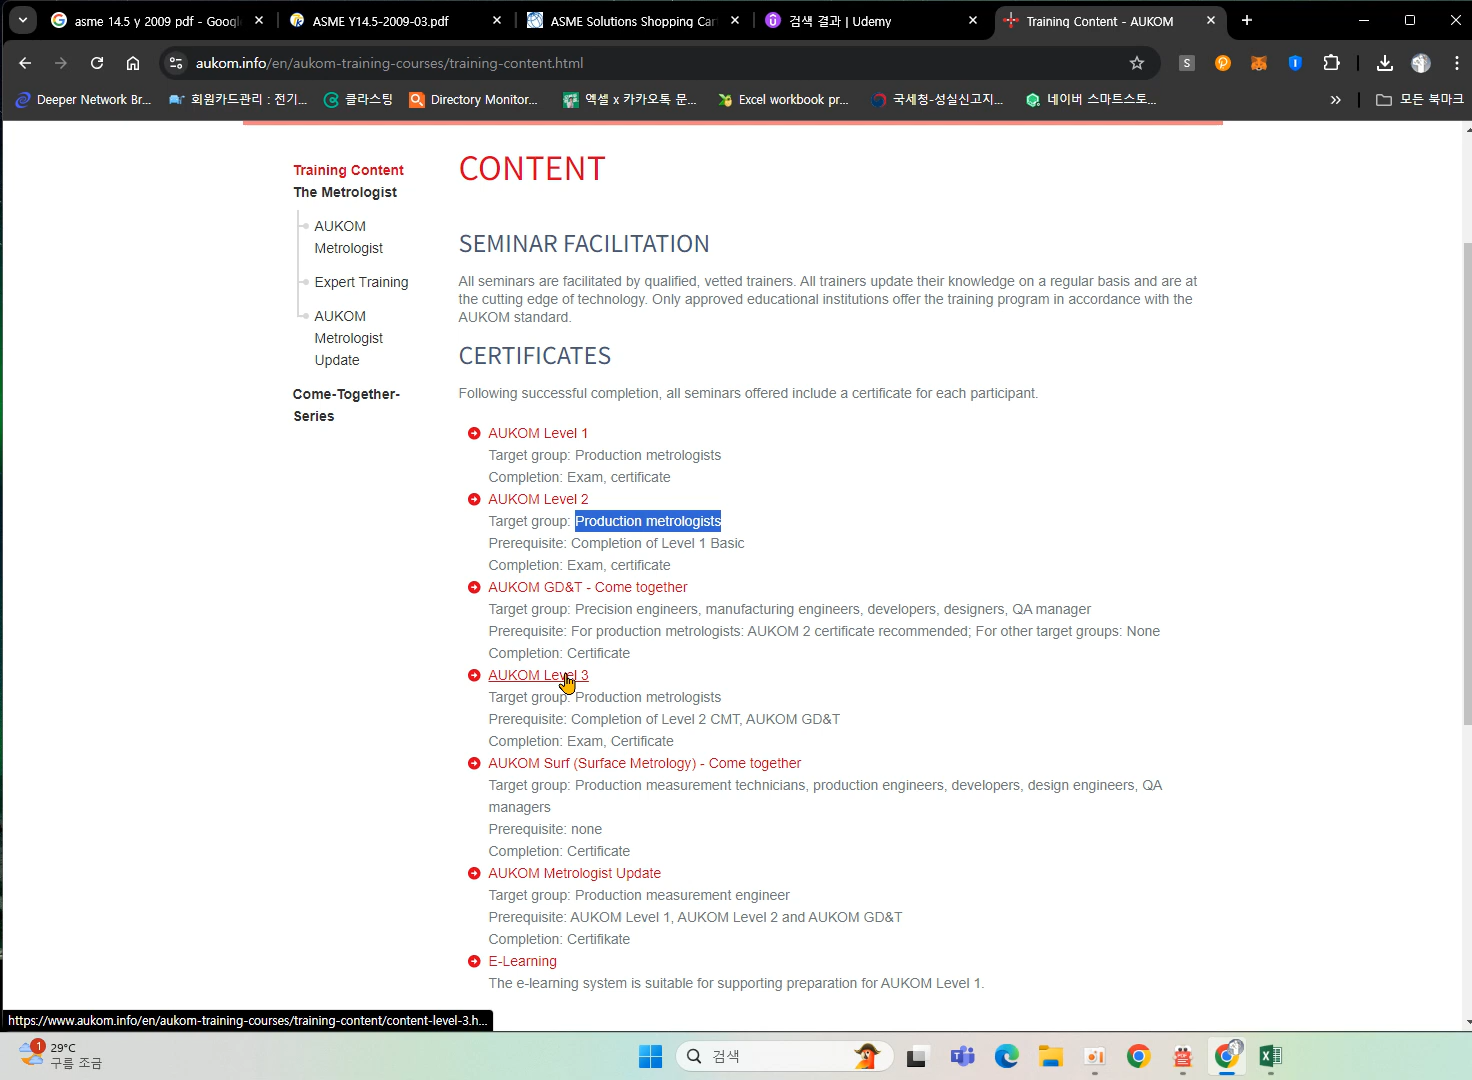 asme 14.5 y 2009 pdf - Googl
ASME Y14.5-2009-03.pdf
ASME Solutions Shopping Car
검색 결과 | Udemy
Training Content - AUKOM
aukom.info/en/aukom-training-courses/training-content.html
Deeper Network Br...
회원카드관리 : 전기...
클라스팅
Directory Monitor...
엑셀 x 카카오톡 문...
Excel workbook pr...
국세청-성실신고지...
네이버 스마트스토...
»
모든 북마크
Training Content
The Metrologist
AUKOM
Metrologist
Expert Training
AUKOM
Metrologist
Update
Come-Together-
Series
CONTENT
SEMINAR FACILITATION
All seminars are facilitated by qualified, vetted trainers. All trainers update their knowledge on a regular basis and are at
the cutting edge of technology. Only approved educational institutions offer the training program in accordance with the
AUKOM standard.
CERTIFICATES
Following successful completion, all seminars offered include a certificate for each participant.
AUKOM Level 1
Target group: Production metrologists
Completion: Exam, certificate
AUKOM Level 2
Target group: Production metrologists
Prerequisite: Completion of Level 1 Basic
Completion: Exam, certificate
AUKOM GD&T - Come together
Target group: Precision engineers, manufacturing engineers, developers, designers, QA manager
Prerequisite: For production metrologists: AUKOM 2 certificate recommended; For other target groups: None
Completion: Certificate
AUKOM Level 3
Target group: Production metrologists
Prerequisite: Completion of Level 2 CMT, AUKOM GD&T
Completion: Exam, Certificate
AUKOM Surf (Surface Metrology) - Come together
Target group: Production measurement technicians, production engineers, developers, design engineers, QA
managers
Prerequisite: none
Completion: Certificate
AUKOM Metrologist Update
Target group: Production measurement engineer
Prerequisite: AUKOM Level 1, AUKOM Level 2 and AUKOM GD&T
Completion: Certifikate
E-Learning
The e-learning system is suitable for supporting preparation for AUKOM Level 1.
https://www.aukom.info/en/aukom-training-courses/training-content/content-level-3.h...
1
29°C
구름 조금
검색